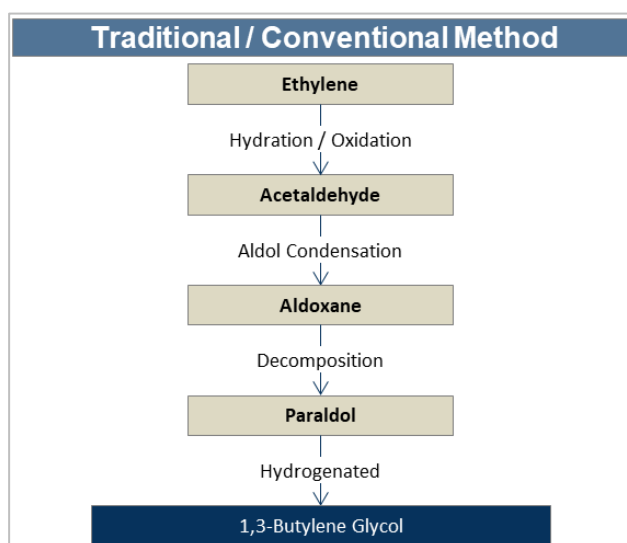 Traditional / Conventional Method
Ethylene
Hydration / Oxidation
Acetaldehyde
Aldol Condensation
Aldoxane
Decomposition
Paraldol
Hydrogenated
1,3-Butylene Glycol